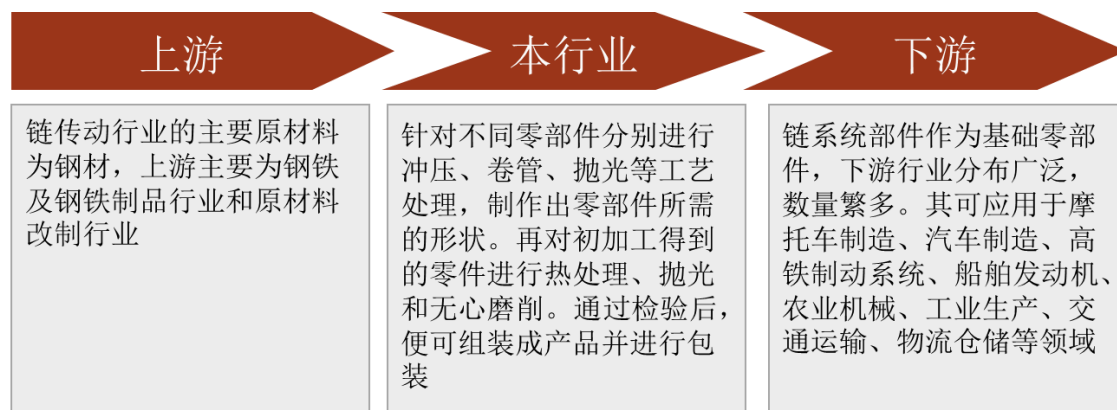 上游
本行业
下游
链传动行业的主要原材料
为钢材，上游主要为钢铁
及钢铁制品行业和原材料
改制行业
针对不同零部件分别进行
冲压、卷管、抛光等工艺
处理，制作出零部件所需
的形状。再对初加工得到
的零件进行热处理、抛光
和无心磨削。通过检验后，
便可组装成产品并进行包
装
链系统部件作为基础零部
件，下游行业分布广泛，
数量繁多。其可应用于摩
托车制造、汽车制造、高
铁制动系统、船舶发动机、
农业机械、工业生产、交
通运输、物流仓储等领域